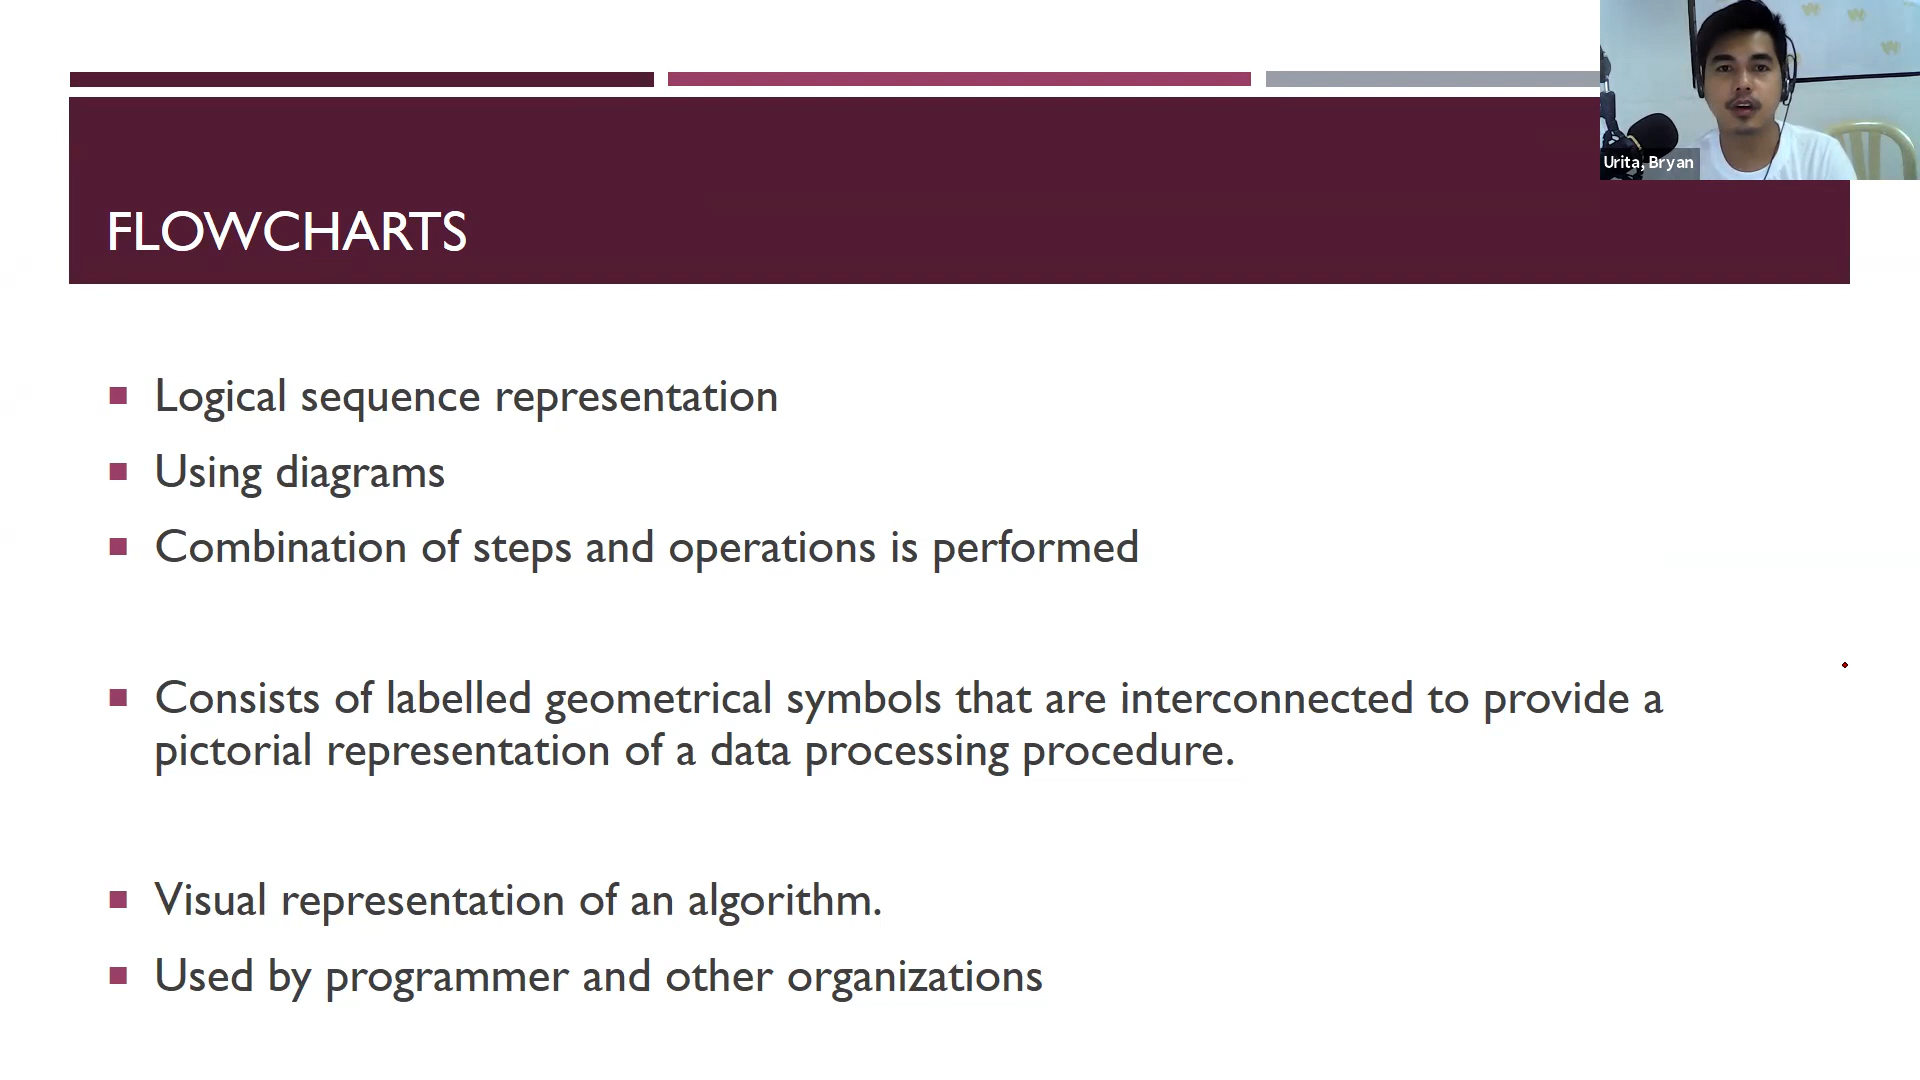 Urita, Bryan
FLOWCHARTS
Logical sequence representation
Using diagrams
Combination of steps and operations is performed
Consists of labelled geometrical symbols that are interconnected to provide a
pictorial representation of a data processing procedure.
Visual representation of an algorithm.
Used by programmer and other organizations